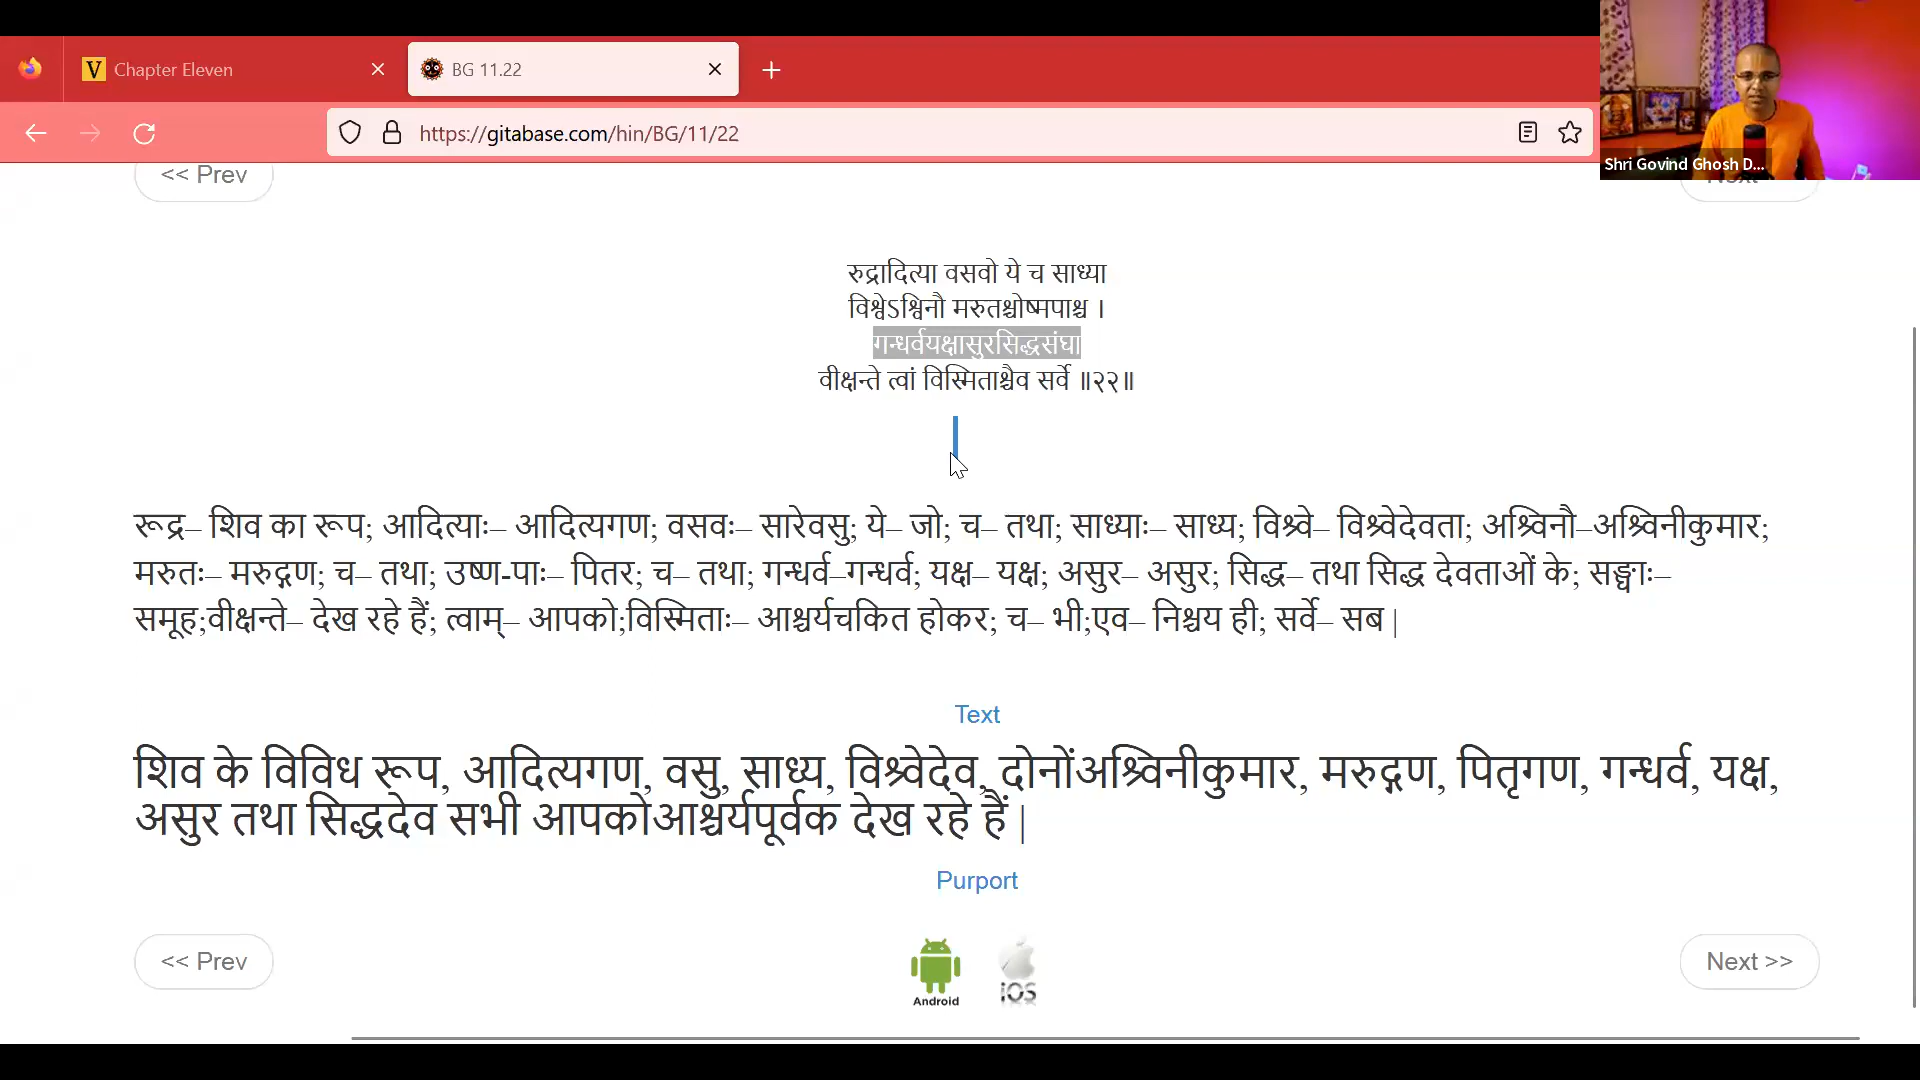 V Chapter Eleven
BG 11.22
https://gitabase.com/hin/BG/11/22
Shri Govind Ghosh D...
<< Prev
Next
रुद्रादित्या वसवो ये च साध्या
विश्वेऽश्विनौ मरुतश्चोष्मपाश्च ।
गन्धर्वयक्षासुरसिद्धसंघा
वीक्षन्ते त्वां विस्मिताश्चैव सर्वे ॥२२॥
रूद्र– शिव का रूप; आदित्याः– आदित्यगण; वसवः– सारेवसु; ये– जो; च– तथा; साध्याः– साध्य; विश्र्वे– विश्र्वेदेवता; अश्र्विनौ–अश्र्विनीकुमार;
मरुतः– मरुद्गण; च– तथा; उष्ण-पाः– पितर; च– तथा; गन्धर्व–गन्धर्व; यक्ष– यक्ष; असुर– असुर; सिद्ध– तथा सिद्ध देवताओं के; सङ्घाः–
समूह;वीक्षन्ते– देख रहे हैं; त्वाम्– आपको;विस्मिताः– आश्चर्यचकित होकर; च– भी;एव– निश्चय ही; सर्वे– सब |
Text
शिव के विविध रूप, आदित्यगण, वसु, साध्य, विश्र्वेदेव, दोनोंअश्र्विनीकुमार, मरुद्गण, पितृगण, गन्धर्व, यक्ष,
असुर तथा सिद्धदेव सभी आपकोआश्चर्यपूर्वक देख रहे हैं |
Purport
<< Prev
Android
iOS
Next >>